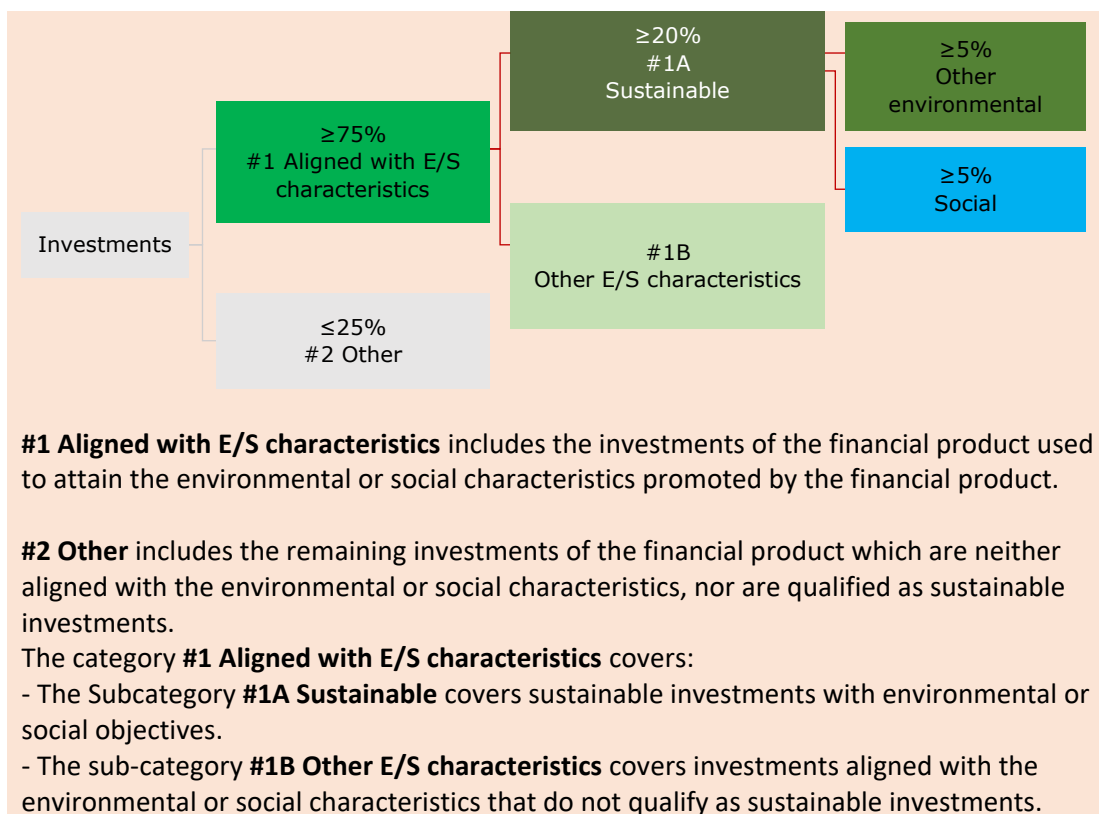 ≥20%
#1A
Sustainable
≥5%
Other
environmental
≥75%
#1 Aligned with E/S
characteristics
≥5%
Social
Investments
#1B
Other E/S characteristics
≤25%
#2 Other
#1 Aligned with E/S characteristics includes the investments of the financial product used
to attain the environmental or social characteristics promoted by the financial product.
#2 Other includes the remaining investments of the financial product which are neither
aligned with the environmental or social characteristics, nor are qualified as sustainable
investments.
The category #1 Aligned with E/S characteristics covers:
- The Subcategory #1A Sustainable covers sustainable investments with environmental or
social objectives.
- The sub-category #1B Other E/S characteristics covers investments aligned with the
environmental or social characteristics that do not qualify as sustainable investments.